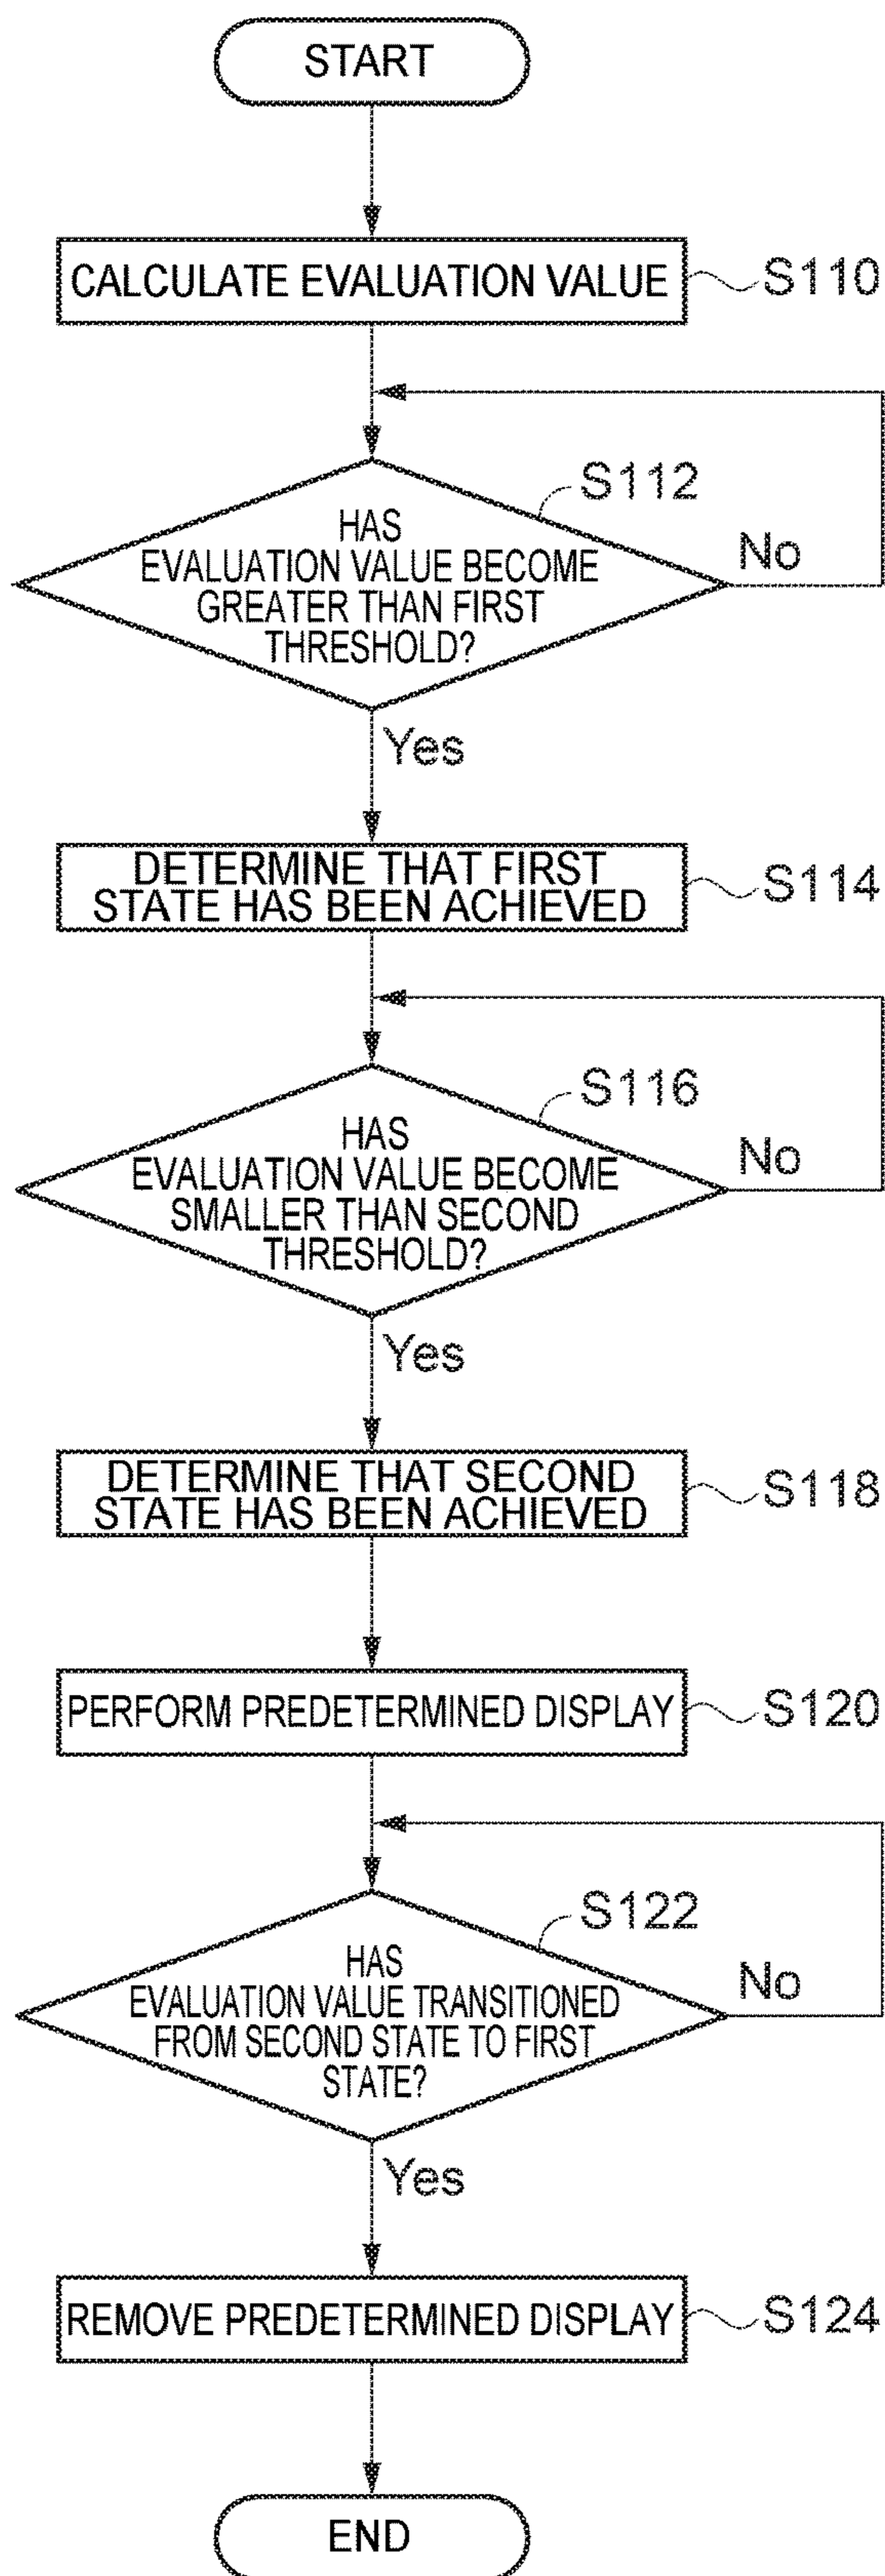 START
CALCULATE EVALUATION VALUE
S110
S112
HAS
EVALUATION VALUE BECOME
GREATER THAN FIRST
THRESHOLD?
No
Yes
DETERMINE THAT FIRST
STATE HAS BEEN ACHIEVED
S114
S116
HAS
EVALUATION VALUE BECOME
SMALLER THAN SECOND
THRESHOLD?
No
Yes
DETERMINE THAT SECOND
STATE HAS BEEN ACHIEVED
S118
PERFORM PREDETERMINED DISPLAY
S120
S122
HAS
EVALUATION VALUE TRANSITIONED
FROM SECOND STATE TO FIRST
STATE?
No
Yes
REMOVE PREDETERMINED DISPLAY
S124
END